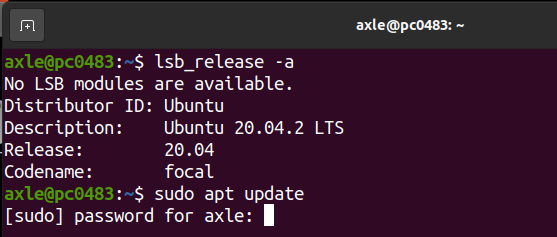 axle@pc0483: ~
axle@pc0483:~$ lsb_release -a
No LSB modules are available.
Distributor ID: Ubuntu
Description:    Ubuntu 20.04.2 LTS
Release:        20.04
Codename:       focal
axle@pc0483:~$ sudo apt update
[sudo] password for axle: